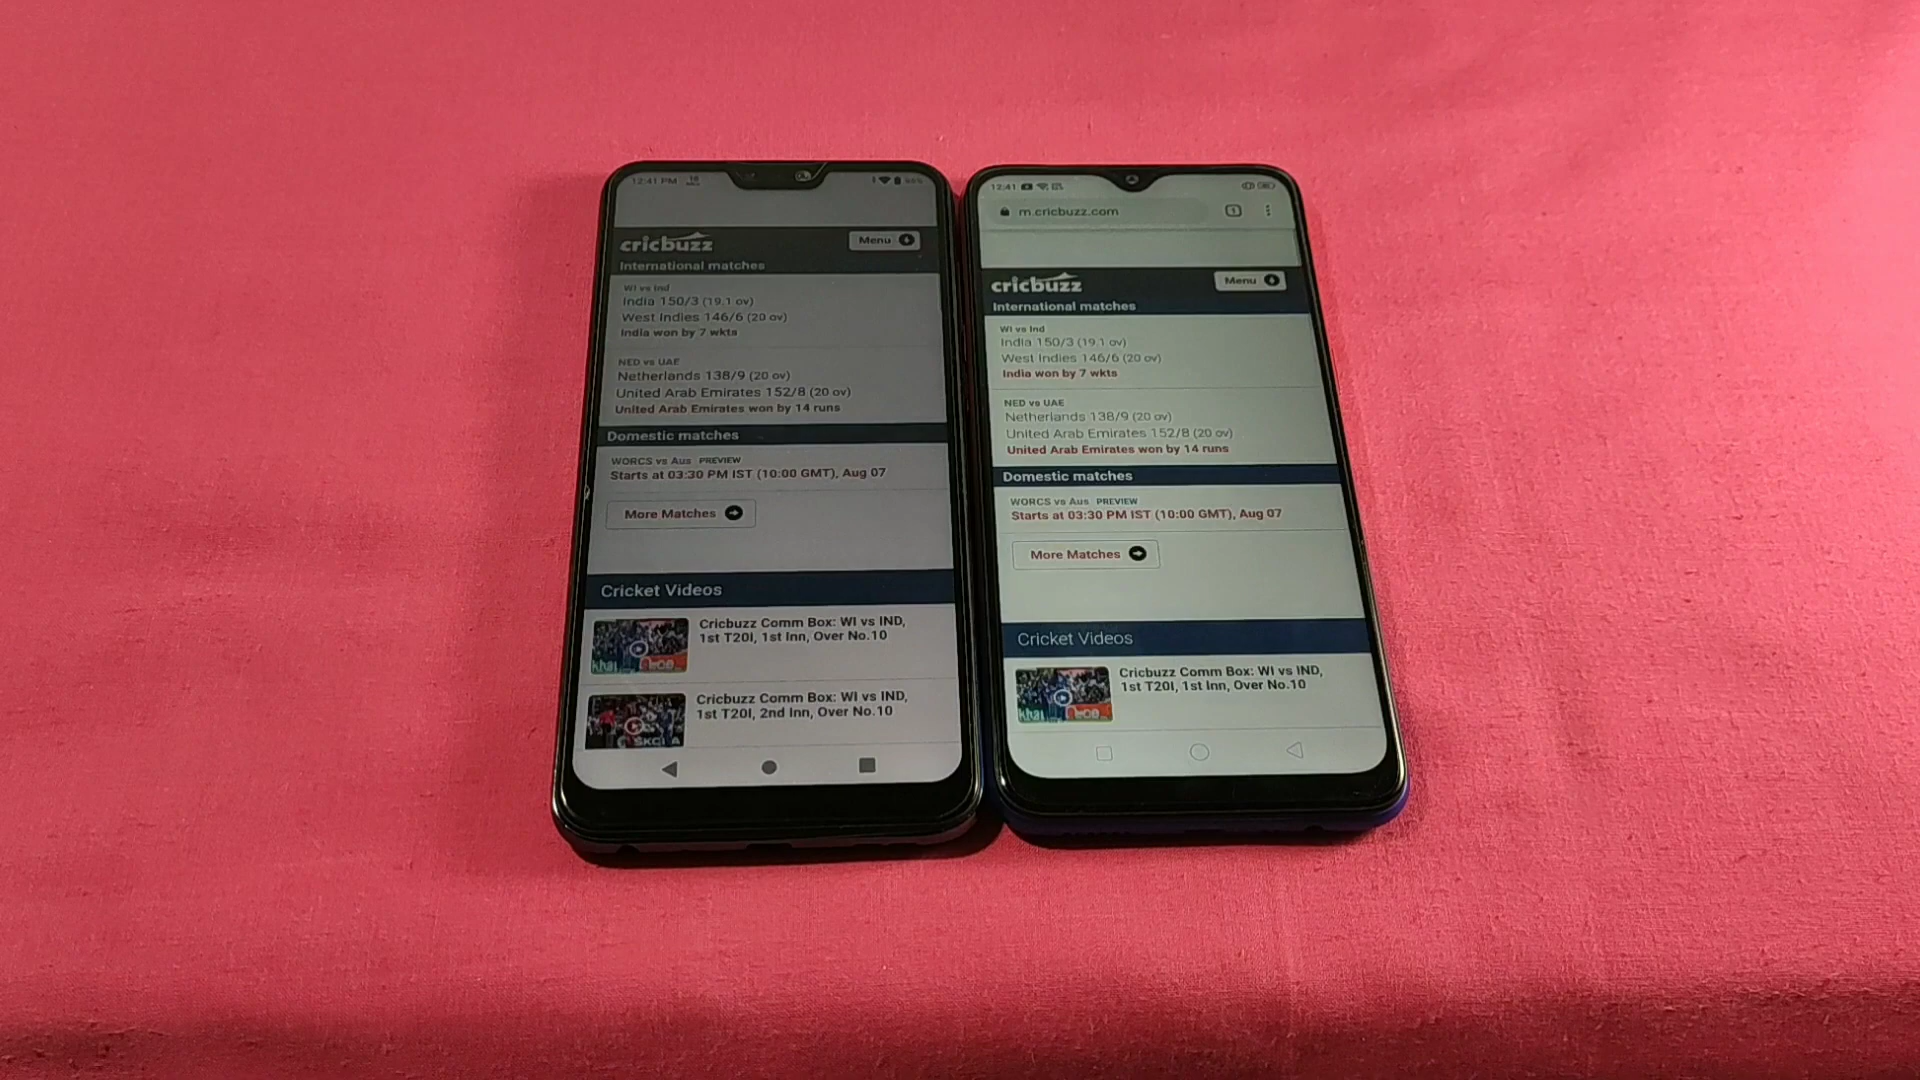 12:41 PM
cricbuzz
Menu
International matches
WI vs Ind
India 150/3 (19.1 ov)
West Indies 146/6 (20 ov)
India won by 7 wkts
NED vs UAE
Netherlands 138/9 (20 ov)
United Arab Emirates 152/8 (20 ov)
United Arab Emirates won by 14 runs
Domestic matches
WORCS vs Aus PREVIEW
Starts at 03:30 PM IST (10:00 GMT), Aug 07
More Matches
Cricket Videos
Cricbuzz Comm Box: WI vs IND,
1st T20I, 1st Inn, Over No.10
Cricbuzz Comm Box: WI vs IND,
1st T20I, 2nd Inn, Over No.10
12:41
m.cricbuzz.com
1
cricbuzz
Menu
International matches
WI vs Ind
India 150/3 (19.1 ov)
West Indies 146/6 (20 ov)
India won by 7 wkts
NED vs UAE
Netherlands 138/9 (20 ov)
United Arab Emirates 152/8 (20 ov)
United Arab Emirates won by 14 runs
Domestic matches
WORCS vs Aus PREVIEW
Starts at 03:30 PM IST (10:00 GMT), Aug 07
More Matches
Cricket Videos
Cricbuzz Comm Box: WI vs IND,
1st T20I, 1st Inn, Over No.10